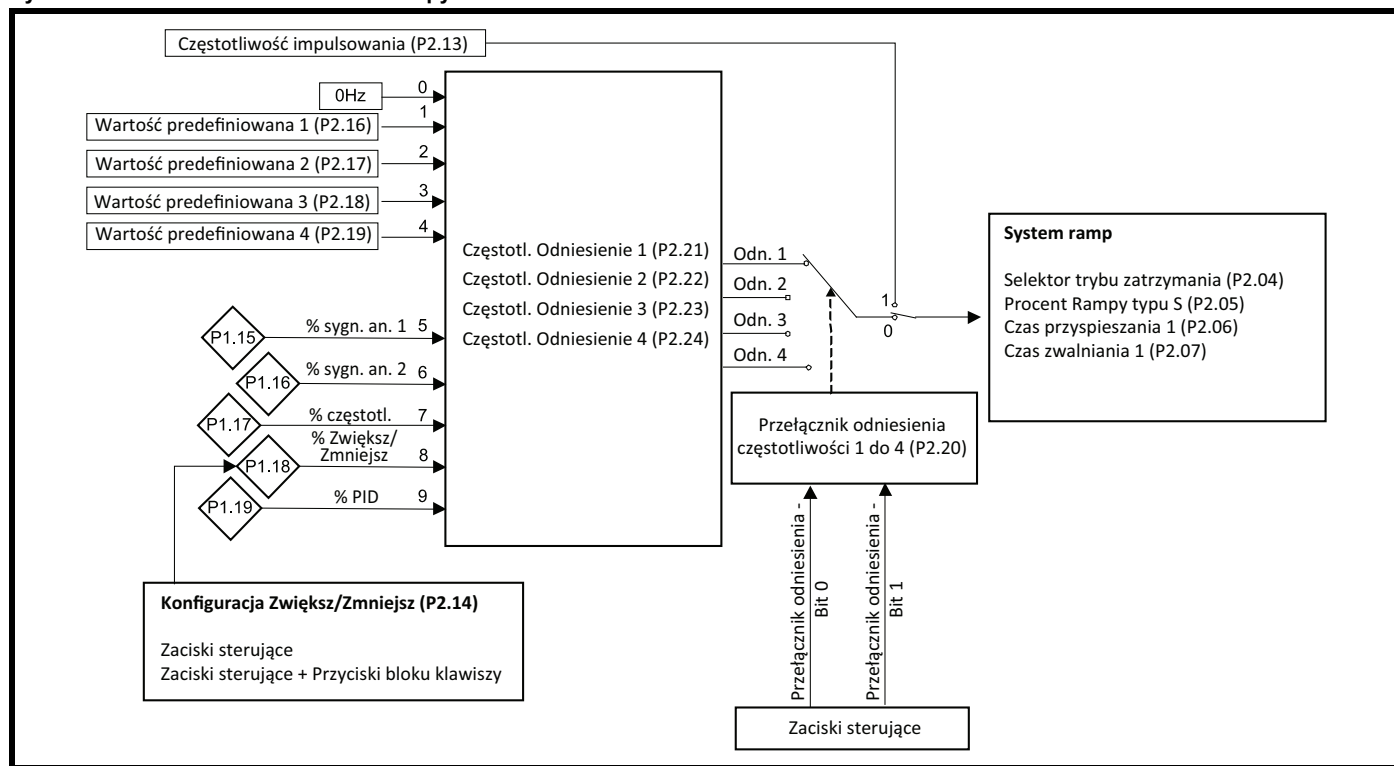 Częstotliwość impulsowania (P2.13)
0Hz
0
Wartość predefiniowana 1 (P2.16)
1
Wartość predefiniowana 2 (P2.17)
2
Wartość predefiniowana 3 (P2.18)
3
Wartość predefiniowana 4 (P2.19)
4
P1.15
% sygn. an. 1
5
P1.16
% sygn. an. 2
6
P1.17
% częstotl.
7
P1.18
% Zwiększ/
Zmniejsz
8
P1.19
% PID
9
Częstotl. Odniesienie 1 (P2.21)
Częstotl. Odniesienie 2 (P2.22)
Częstotl. Odniesienie 3 (P2.23)
Częstotl. Odniesienie 4 (P2.24)
Odn. 1
Odn. 2
Odn. 3
Odn. 4
1
0
System ramp
Selektor trybu zatrzymania (P2.04)
Procent Rampy typu S (P2.05)
Czas przyspieszania 1 (P2.06)
Czas zwalniania 1 (P2.07)
Przełącznik odniesienia
częstotliwości 1 do 4 (P2.20)
Przełącznik odniesienia -
Bit 0
Przełącznik odniesienia -
Bit 1
Zaciski sterujące
Konfiguracja Zwiększ/Zmniejsz (P2.14)
Zaciski sterujące
Zaciski sterujące + Przyciski bloku klawiszy